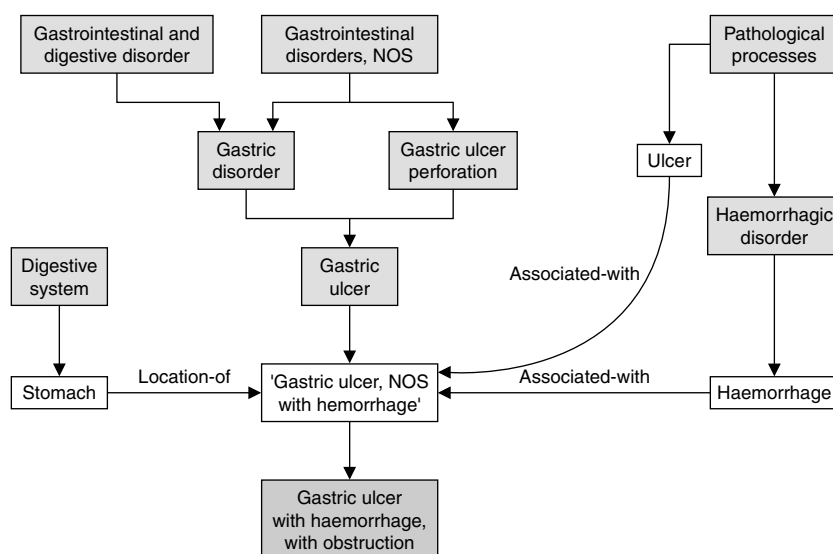 Gastrointestinal and
digestive disorder
Gastrointestinal
disorders, NOS
Pathological
processes
Gastric
disorder
Gastric ulcer
perforation
Ulcer
Haemorrhagic
disorder
Digestive
system
Gastric
ulcer
Associated-with
Stomach
Location-of
'Gastric ulcer, NOS
with hemorrhage'
Associated-with
Haemorrhage
Gastric ulcer
with haemorrhage,
with obstruction